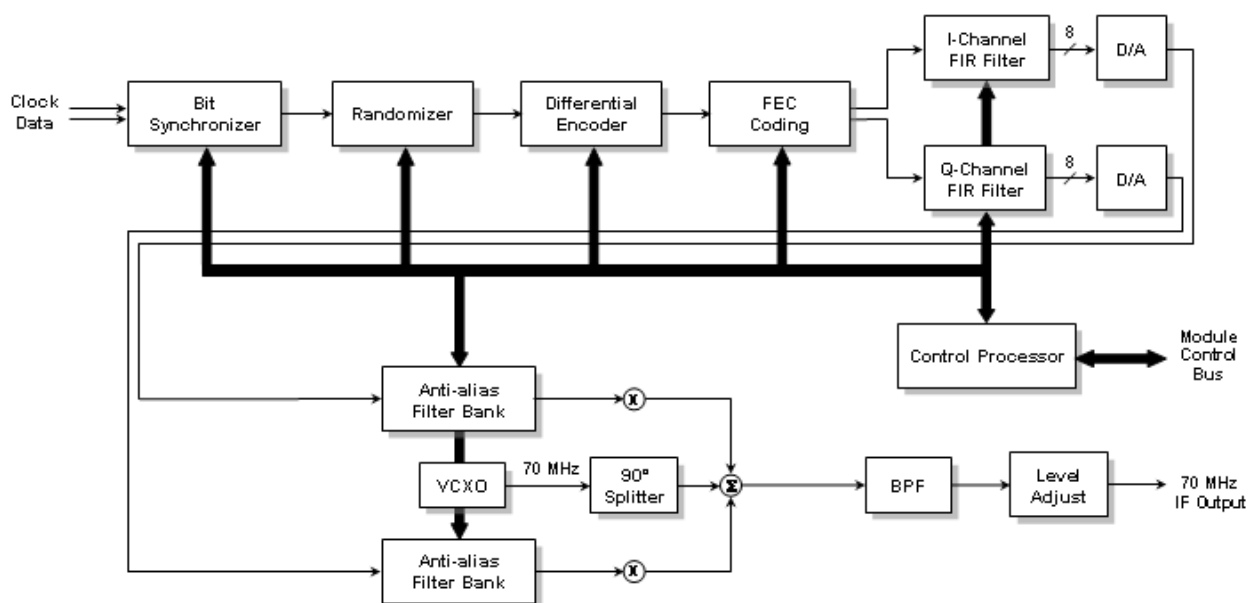 Clock
Data
Bit
Synchronizer
Randomizer
Differential
Encoder
FEC
Coding
I-Channel
FIR Filter
8
D/A
Q-Channel
FIR Filter
8
D/A
Control Processor
Module
Control
Bus
Anti-alias
Filter Bank
X
VCXO
70 MHz
90°
Splitter
Σ
BPF
Level
Adjust
70 MHz
IF Output
Anti-alias
Filter Bank
X